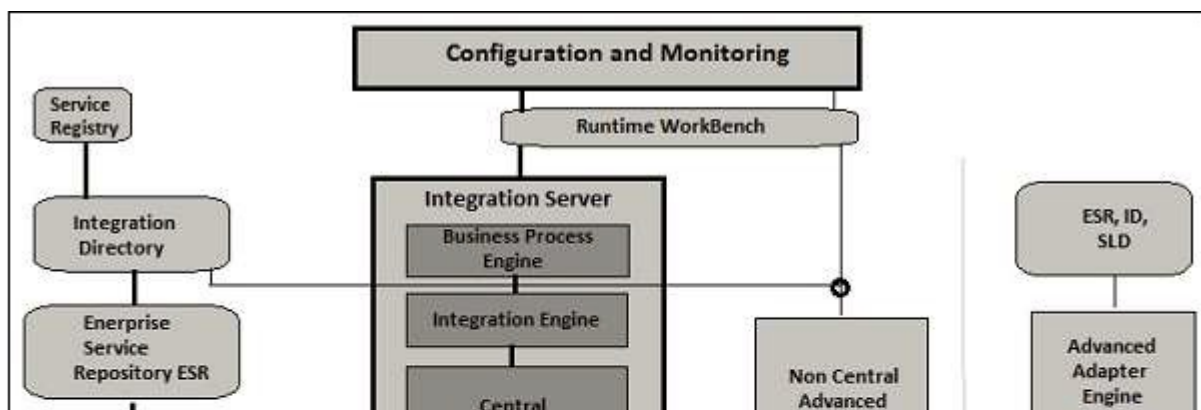 Configuration and Monitoring
Service
Registry
Runtime WorkBench
Integration
Directory
Integration Server
Business Process
Engine
ESR, ID,
SLD
Enerprise
Service
Repository ESR
Integration Engine
Central
Non Central
Advanced
Advanced
Adapter
Engine